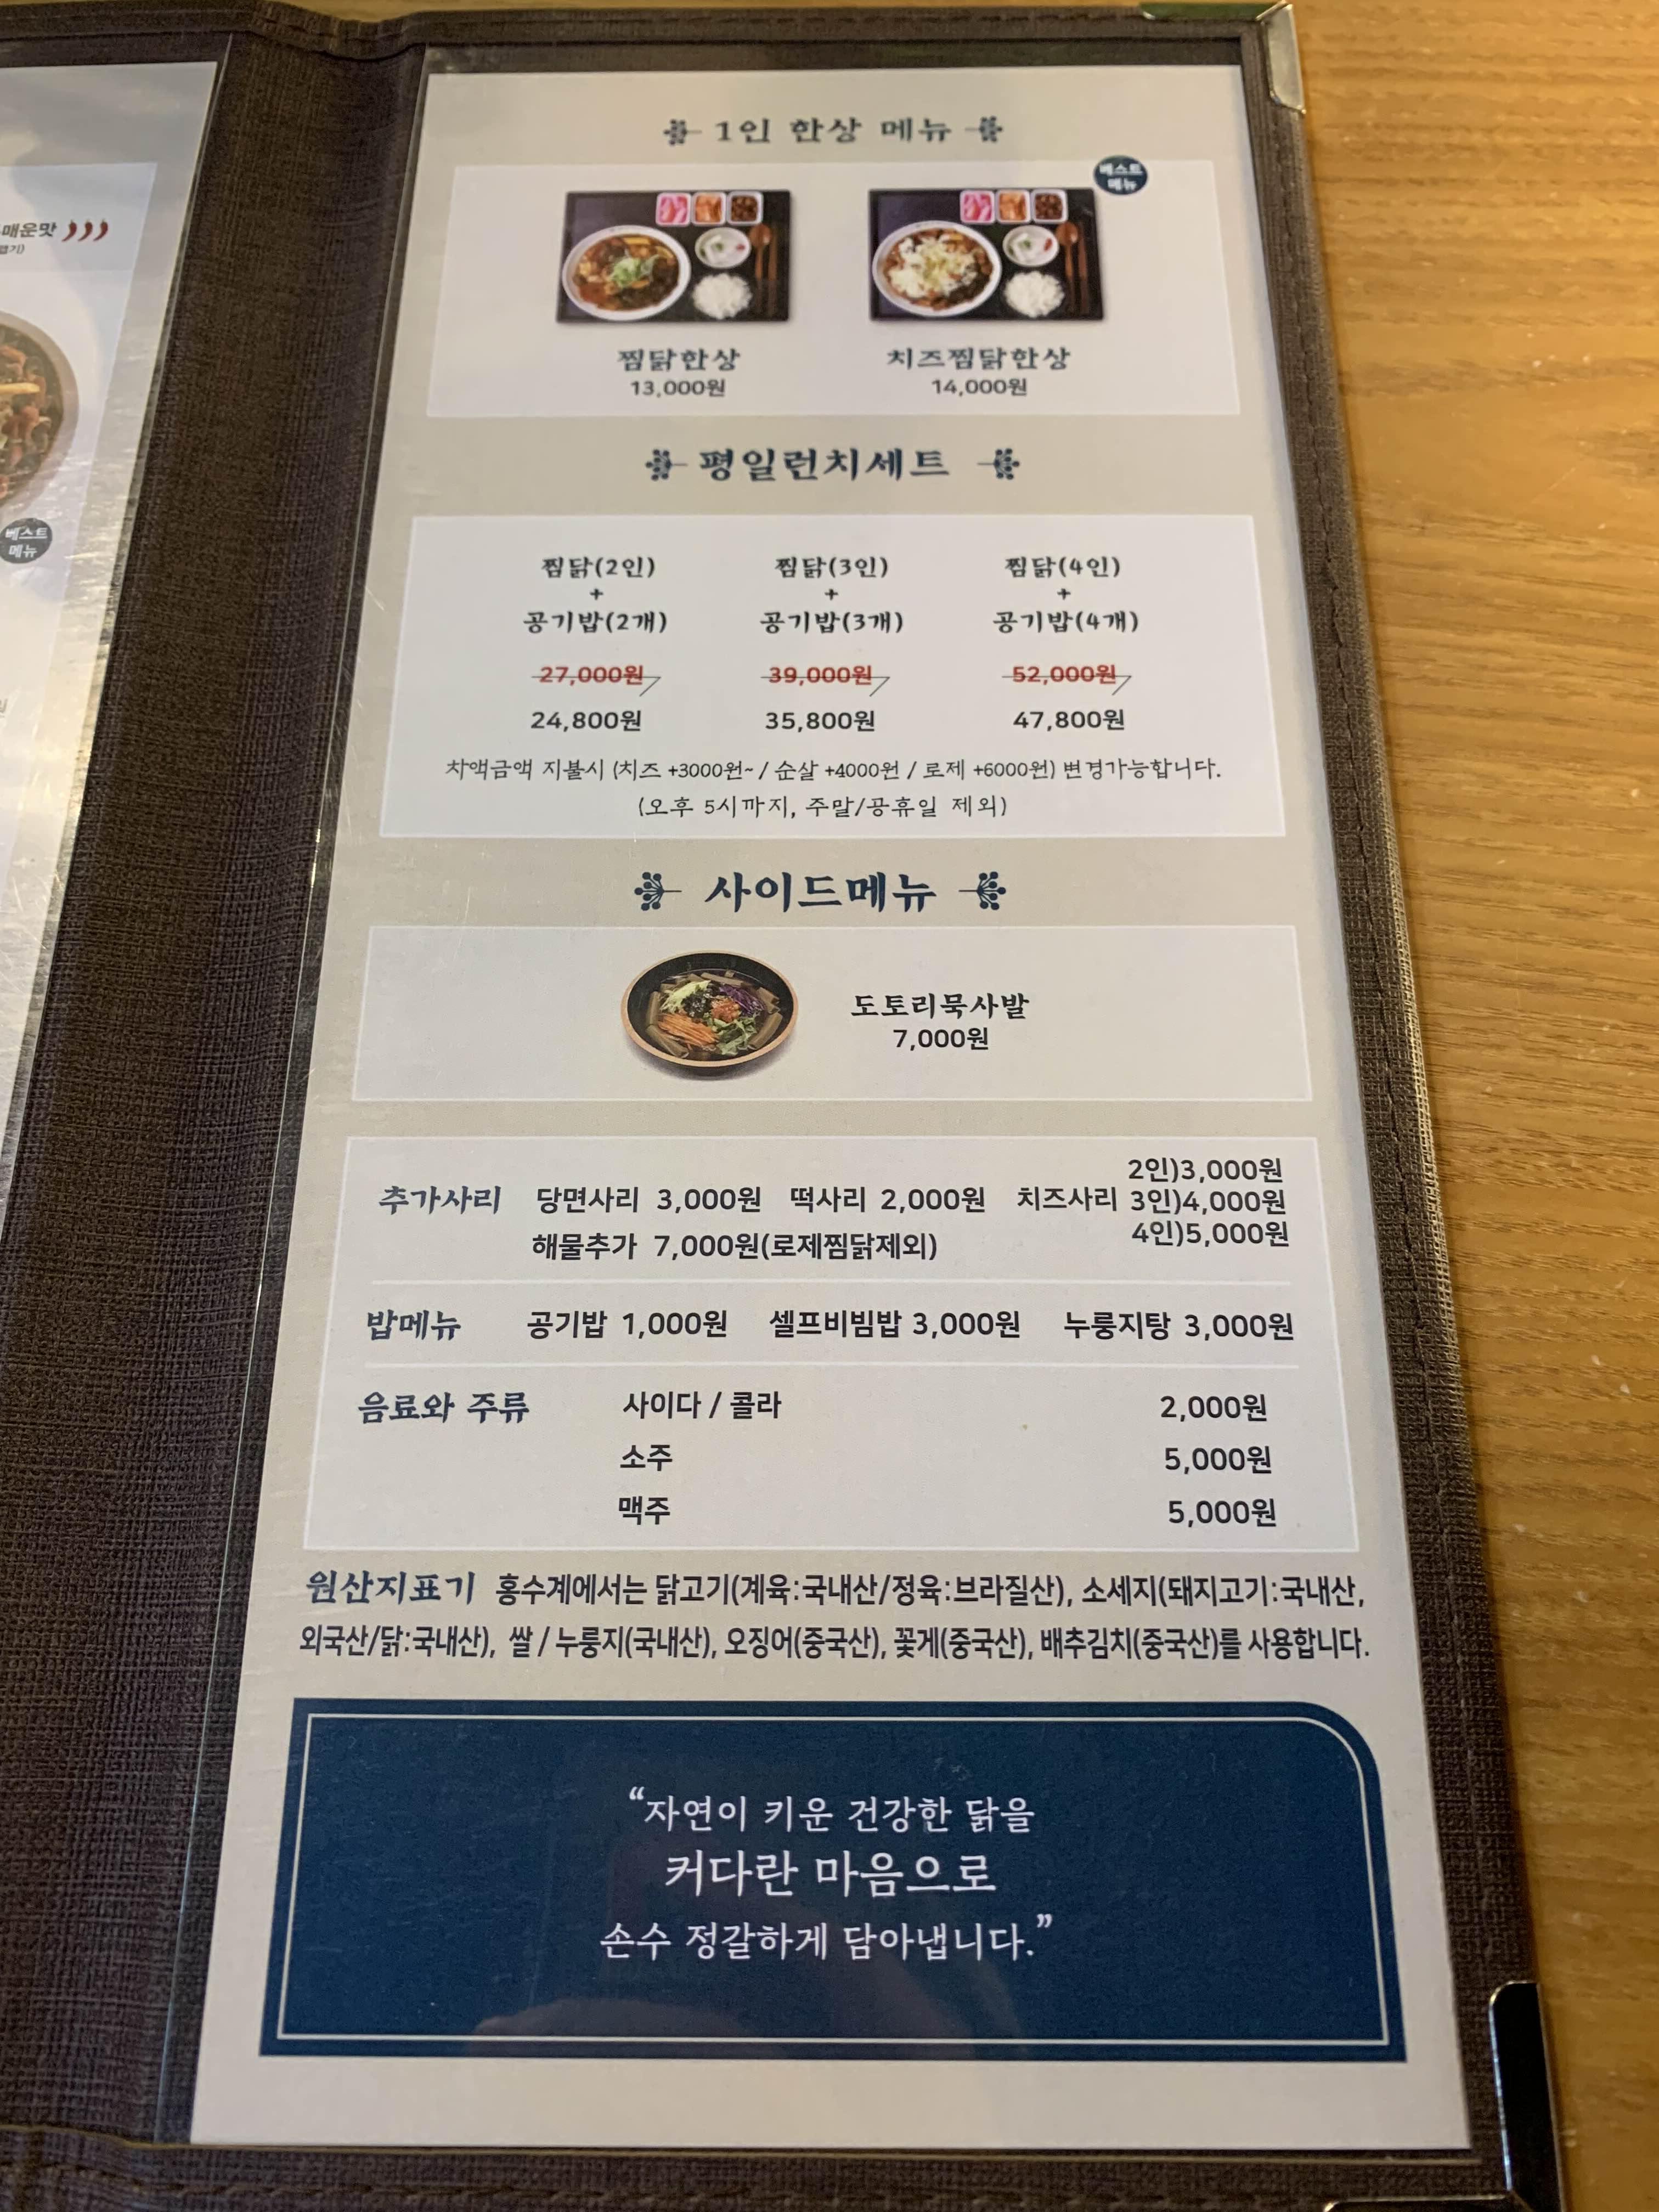 매운맛
베스트
메뉴
1인 한상 메뉴
베스트
메뉴
찜닭한상
13,000원
치즈찜닭한상
14,000원
평일런치세트
찜닭(2인)
+
공기밥(2개)
27,000원
24,800원
찜닭(3인)
+
공기밥(3개)
39,000원
35,800원
찜닭(4인)
+
공기밥(4개)
52,000원
47,800원
차액금액 지불시 (치즈 +3000원~ / 순살 +4000원 / 로제 +6000원) 변경가능합니다.
(오후 5시까지, 주말/공휴일 제외)
사이드메뉴
도토리묵사발
7,000원
추가사리 당면사리 3,000원 떡사리 2,000원 치즈사리 2인)3,000원
3인)4,000원
4인)5,000원
해물추가 7,000원(로제찜닭제외)
밥메뉴 공기밥 1,000원 셀프비빔밥 3,000원 누룽지탕 3,000원
음료와 주류 사이다 / 콜라 2,000원
소주 5,000원
맥주 5,000원
원산지표기 홍수계에서는 닭고기(계육:국내산/정육:브라질산), 소세지(돼지고기:국내산,
외국산/닭:국내산), 쌀 / 누룽지(국내산), 오징어(중국산), 꽃게(중국산), 배추김치(중국산)를 사용합니다.
“자연이 키운 건강한 닭을
커다란 마음으로
손수 정갈하게 담아냅니다.”